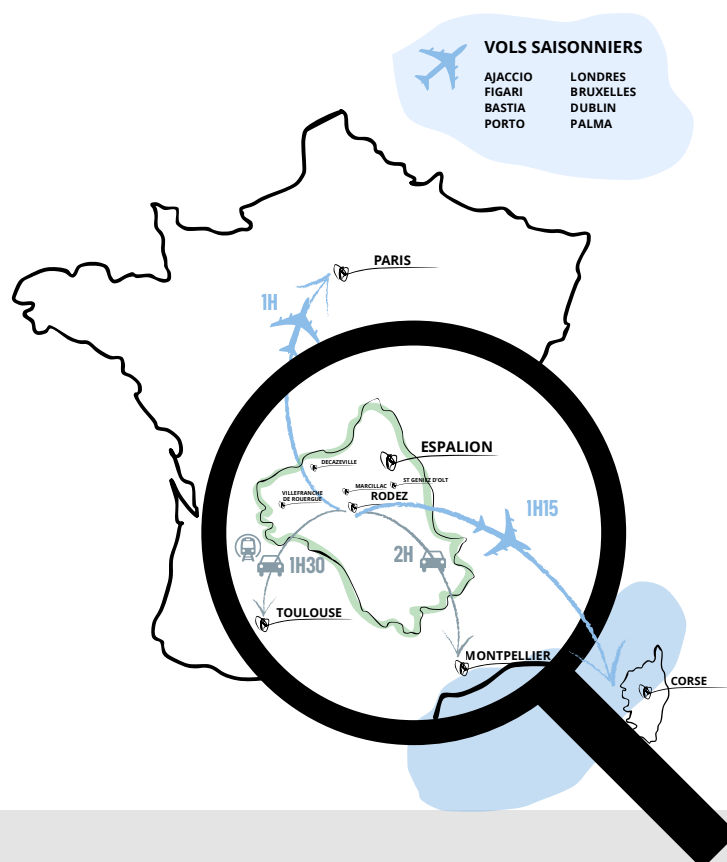 VOLS SAISONNIERS
AJACCIO
FIGARI
BASTIA
PORTO
LONDRES
BRUXELLES
DUBLIN
PALMA
PARIS
1H
ESPALION
DECAZEVILLE
ST GENIEZ D'OLT
MARCILLAC
VILLEFRANCHE
DE ROUERGUE
RODEZ
1H15
2H
1H30
TOULOUSE
MONTPELLIER
CORSE